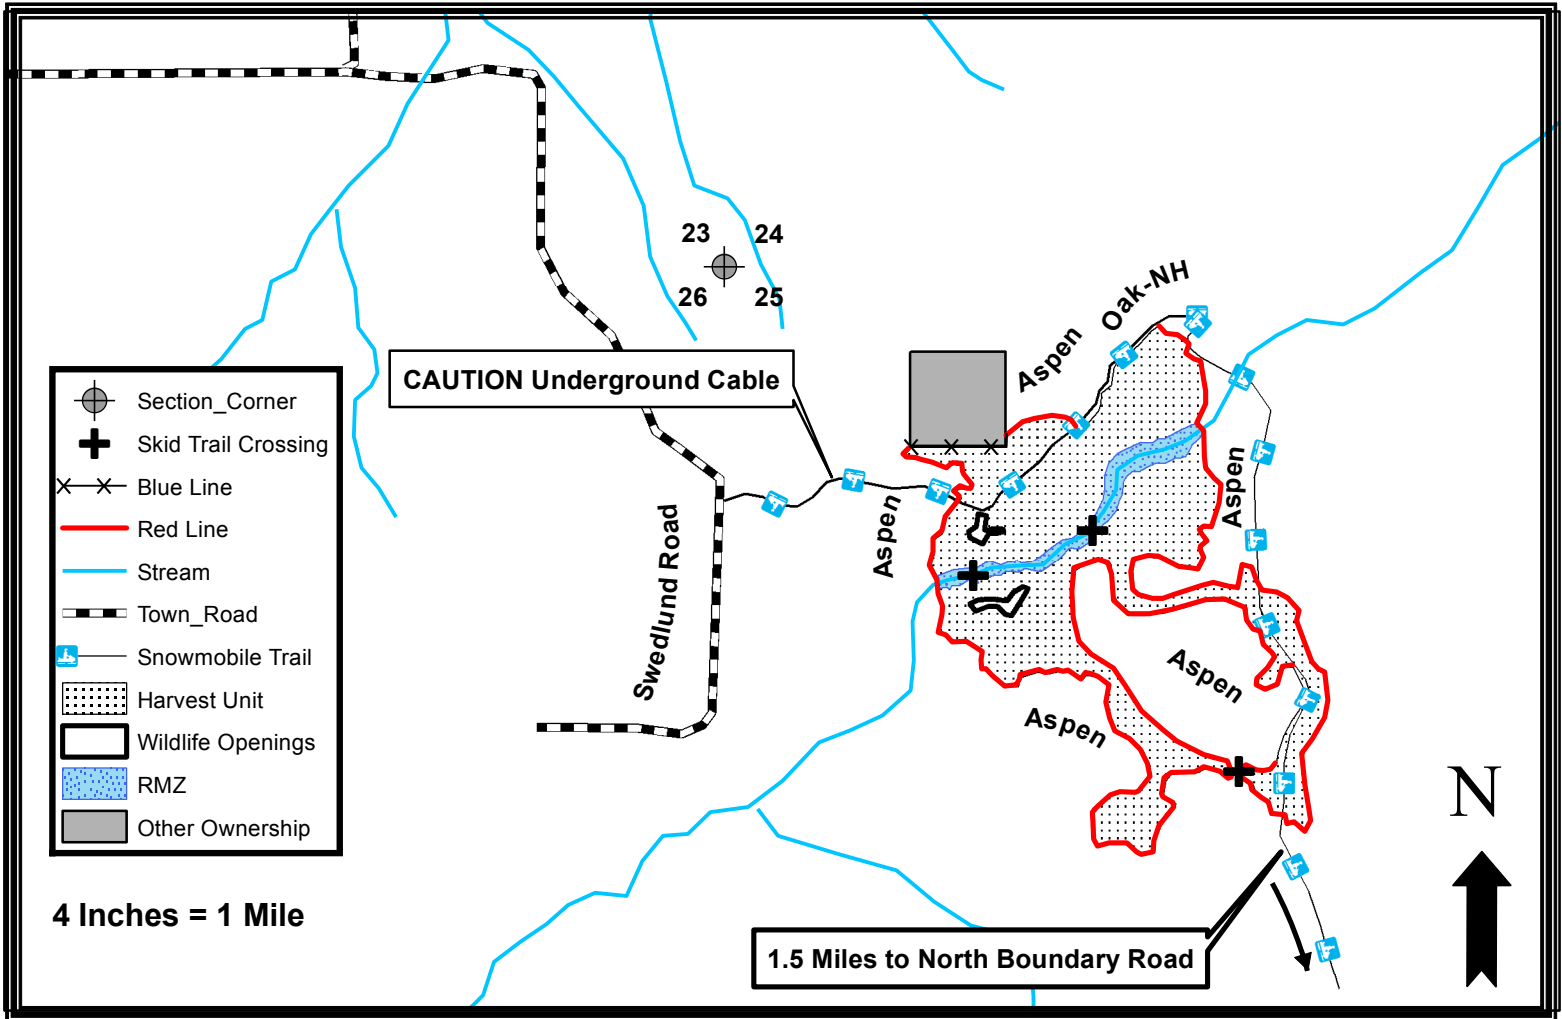 23
24
26
25
Oak-NH
Aspen
CAUTION Underground Cable
Aspen
Aspen
Swedlund Road
Aspen
Aspen
Section_Corner
Skid Trail Crossing
Blue Line
Red Line
Stream
Town_Road
Snowmobile Trail
Harvest Unit
Wildlife Openings
RMZ
Other Ownership
4 Inches = 1 Mile
1.5 Miles to North Boundary Road
N